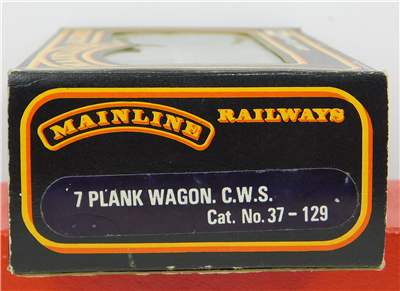 MAINLINE RAILWAYS
7 PLANK WAGON. C.W.S.
Cat. No. 37-129